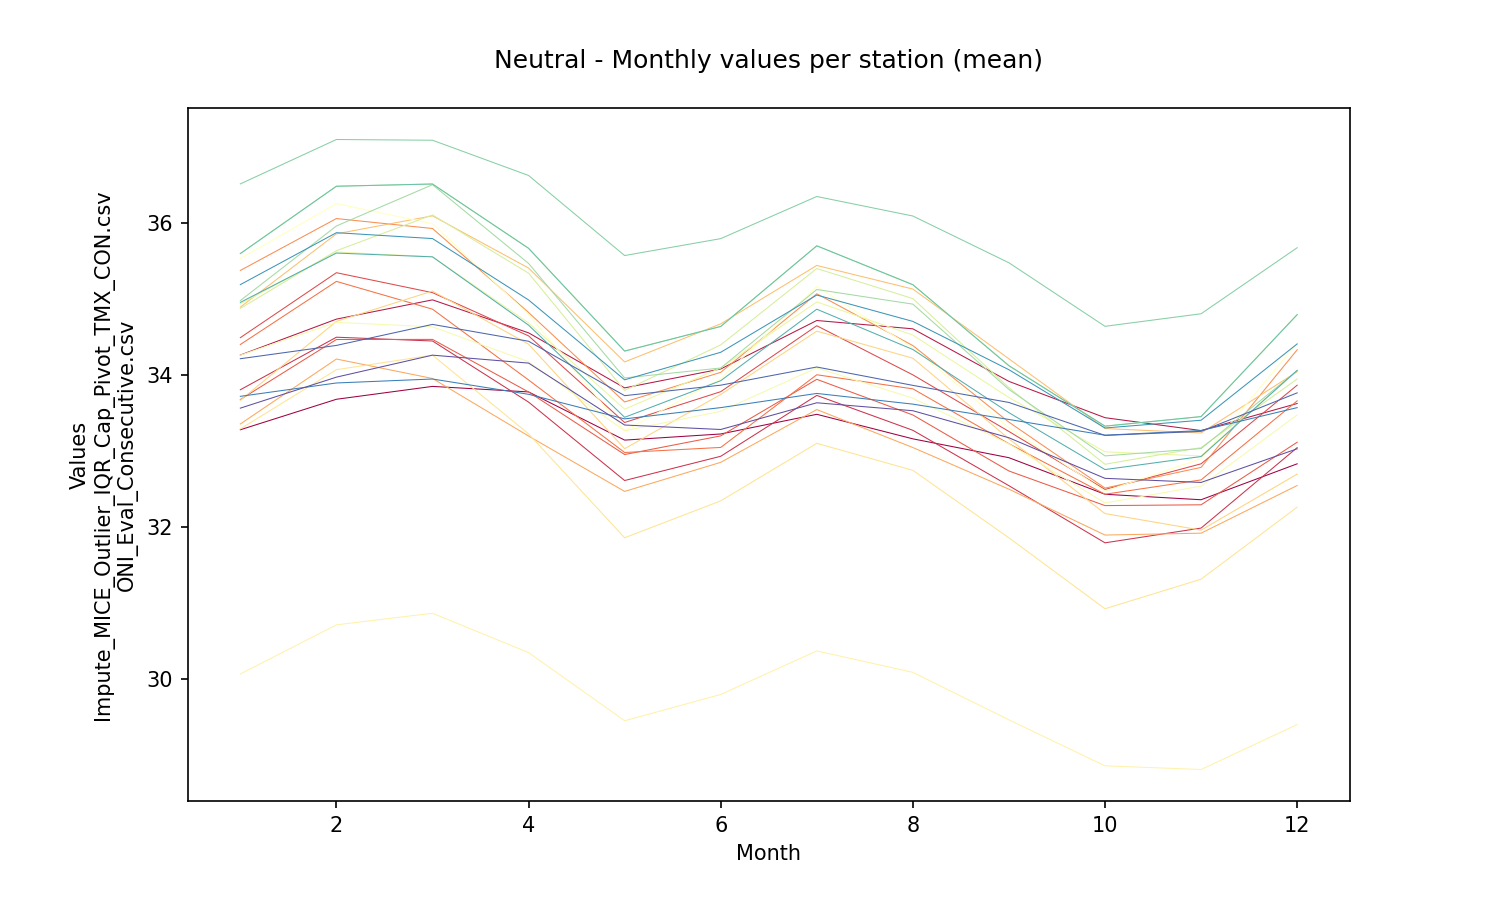 Neutral - Monthly values per station (mean)
Values
Impute_MICE_Outlier_IQR_Cap_Pivot_TMX_CON.csv
ONI_Eval_Consecutive.csv
36
34
32
30
2 4 6 8 10 12
Month